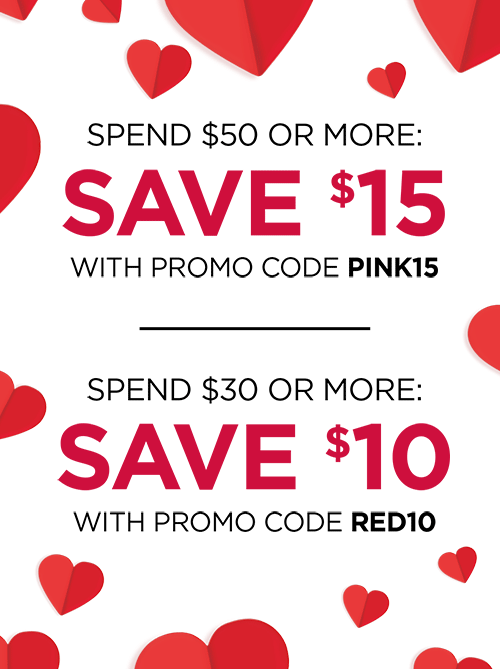 SPEND $50 OR MORE:
SAVE $15
WITH PROMO CODE PINK15
SPEND $30 OR MORE:
SAVE $10
WITH PROMO CODE RED10